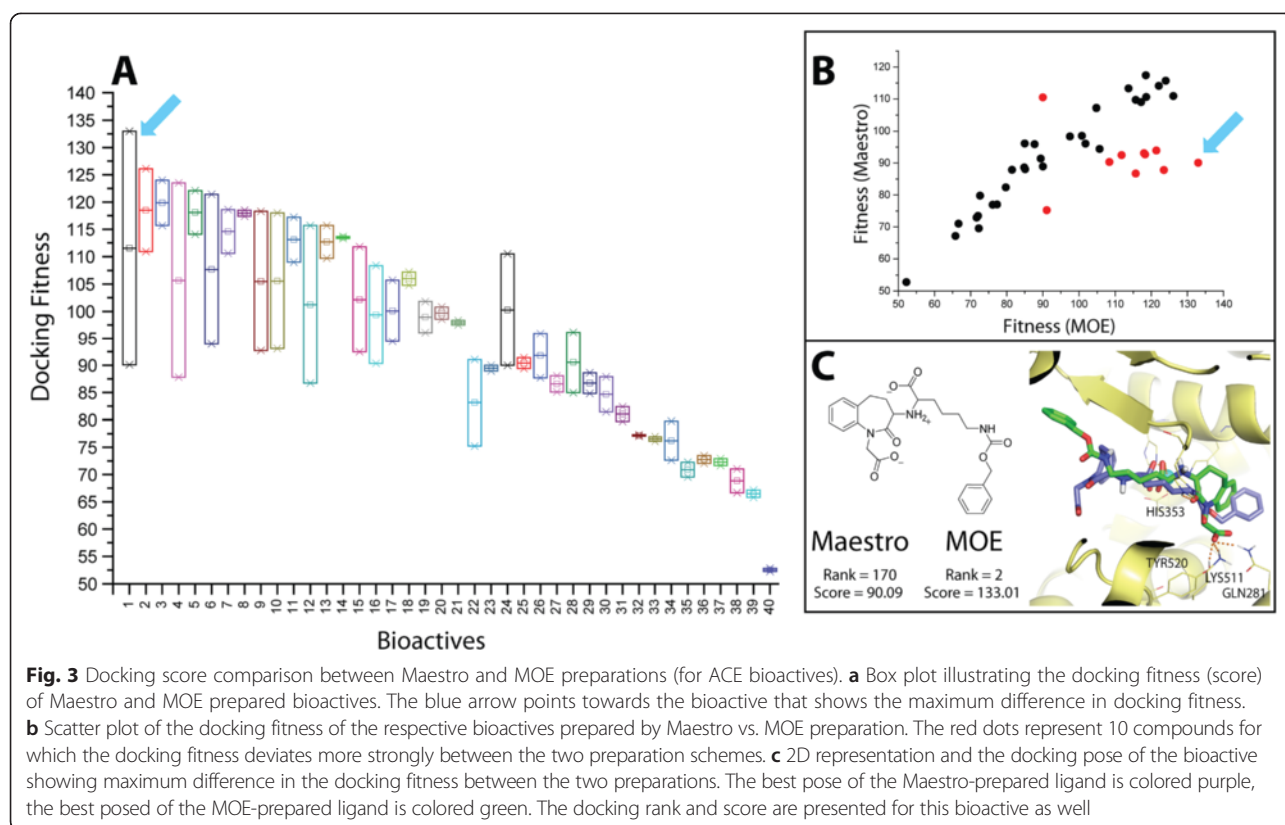 A
140
135
130
125
120
115
110
105
100
95
90
85
80
75
70
65
60
55
50
Docking Fitness
1 2 3 4 5 6 7 8 9 10 11 12 13 14 15 16 17 18 19 20 21 22 23 24 25 26 27 28 29 30 31 32 33 34 35 36 37 38 39 40
Bioactives
B
120
110
100
90
80
70
60
50
Fitness (Maestro)
50 60 70 80 90 100 110 120 130 140
Fitness (MOE)
C
O
O⁻
NH₂₊
N
O
O
O⁻
NH
O
O
Maestro
Rank = 170
Score = 90.09
MOE
Rank = 2
Score = 133.01
HIS353
TYR520
LYS511
GLN281
Fig. 3 Docking score comparison between Maestro and MOE preparations (for ACE bioactives). a Box plot illustrating the docking fitness (score)
of Maestro and MOE prepared bioactives. The blue arrow points towards the bioactive that shows the maximum difference in docking fitness.
b Scatter plot of the docking fitness of the respective bioactives prepared by Maestro vs. MOE preparation. The red dots represent 10 compounds for
which the docking fitness deviates more strongly between the two preparation schemes. c 2D representation and the docking pose of the bioactive
showing maximum difference in the docking fitness between the two preparations. The best pose of the Maestro-prepared ligand is colored purple,
the best posed of the MOE-prepared ligand is colored green. The docking rank and score are presented for this bioactive as well